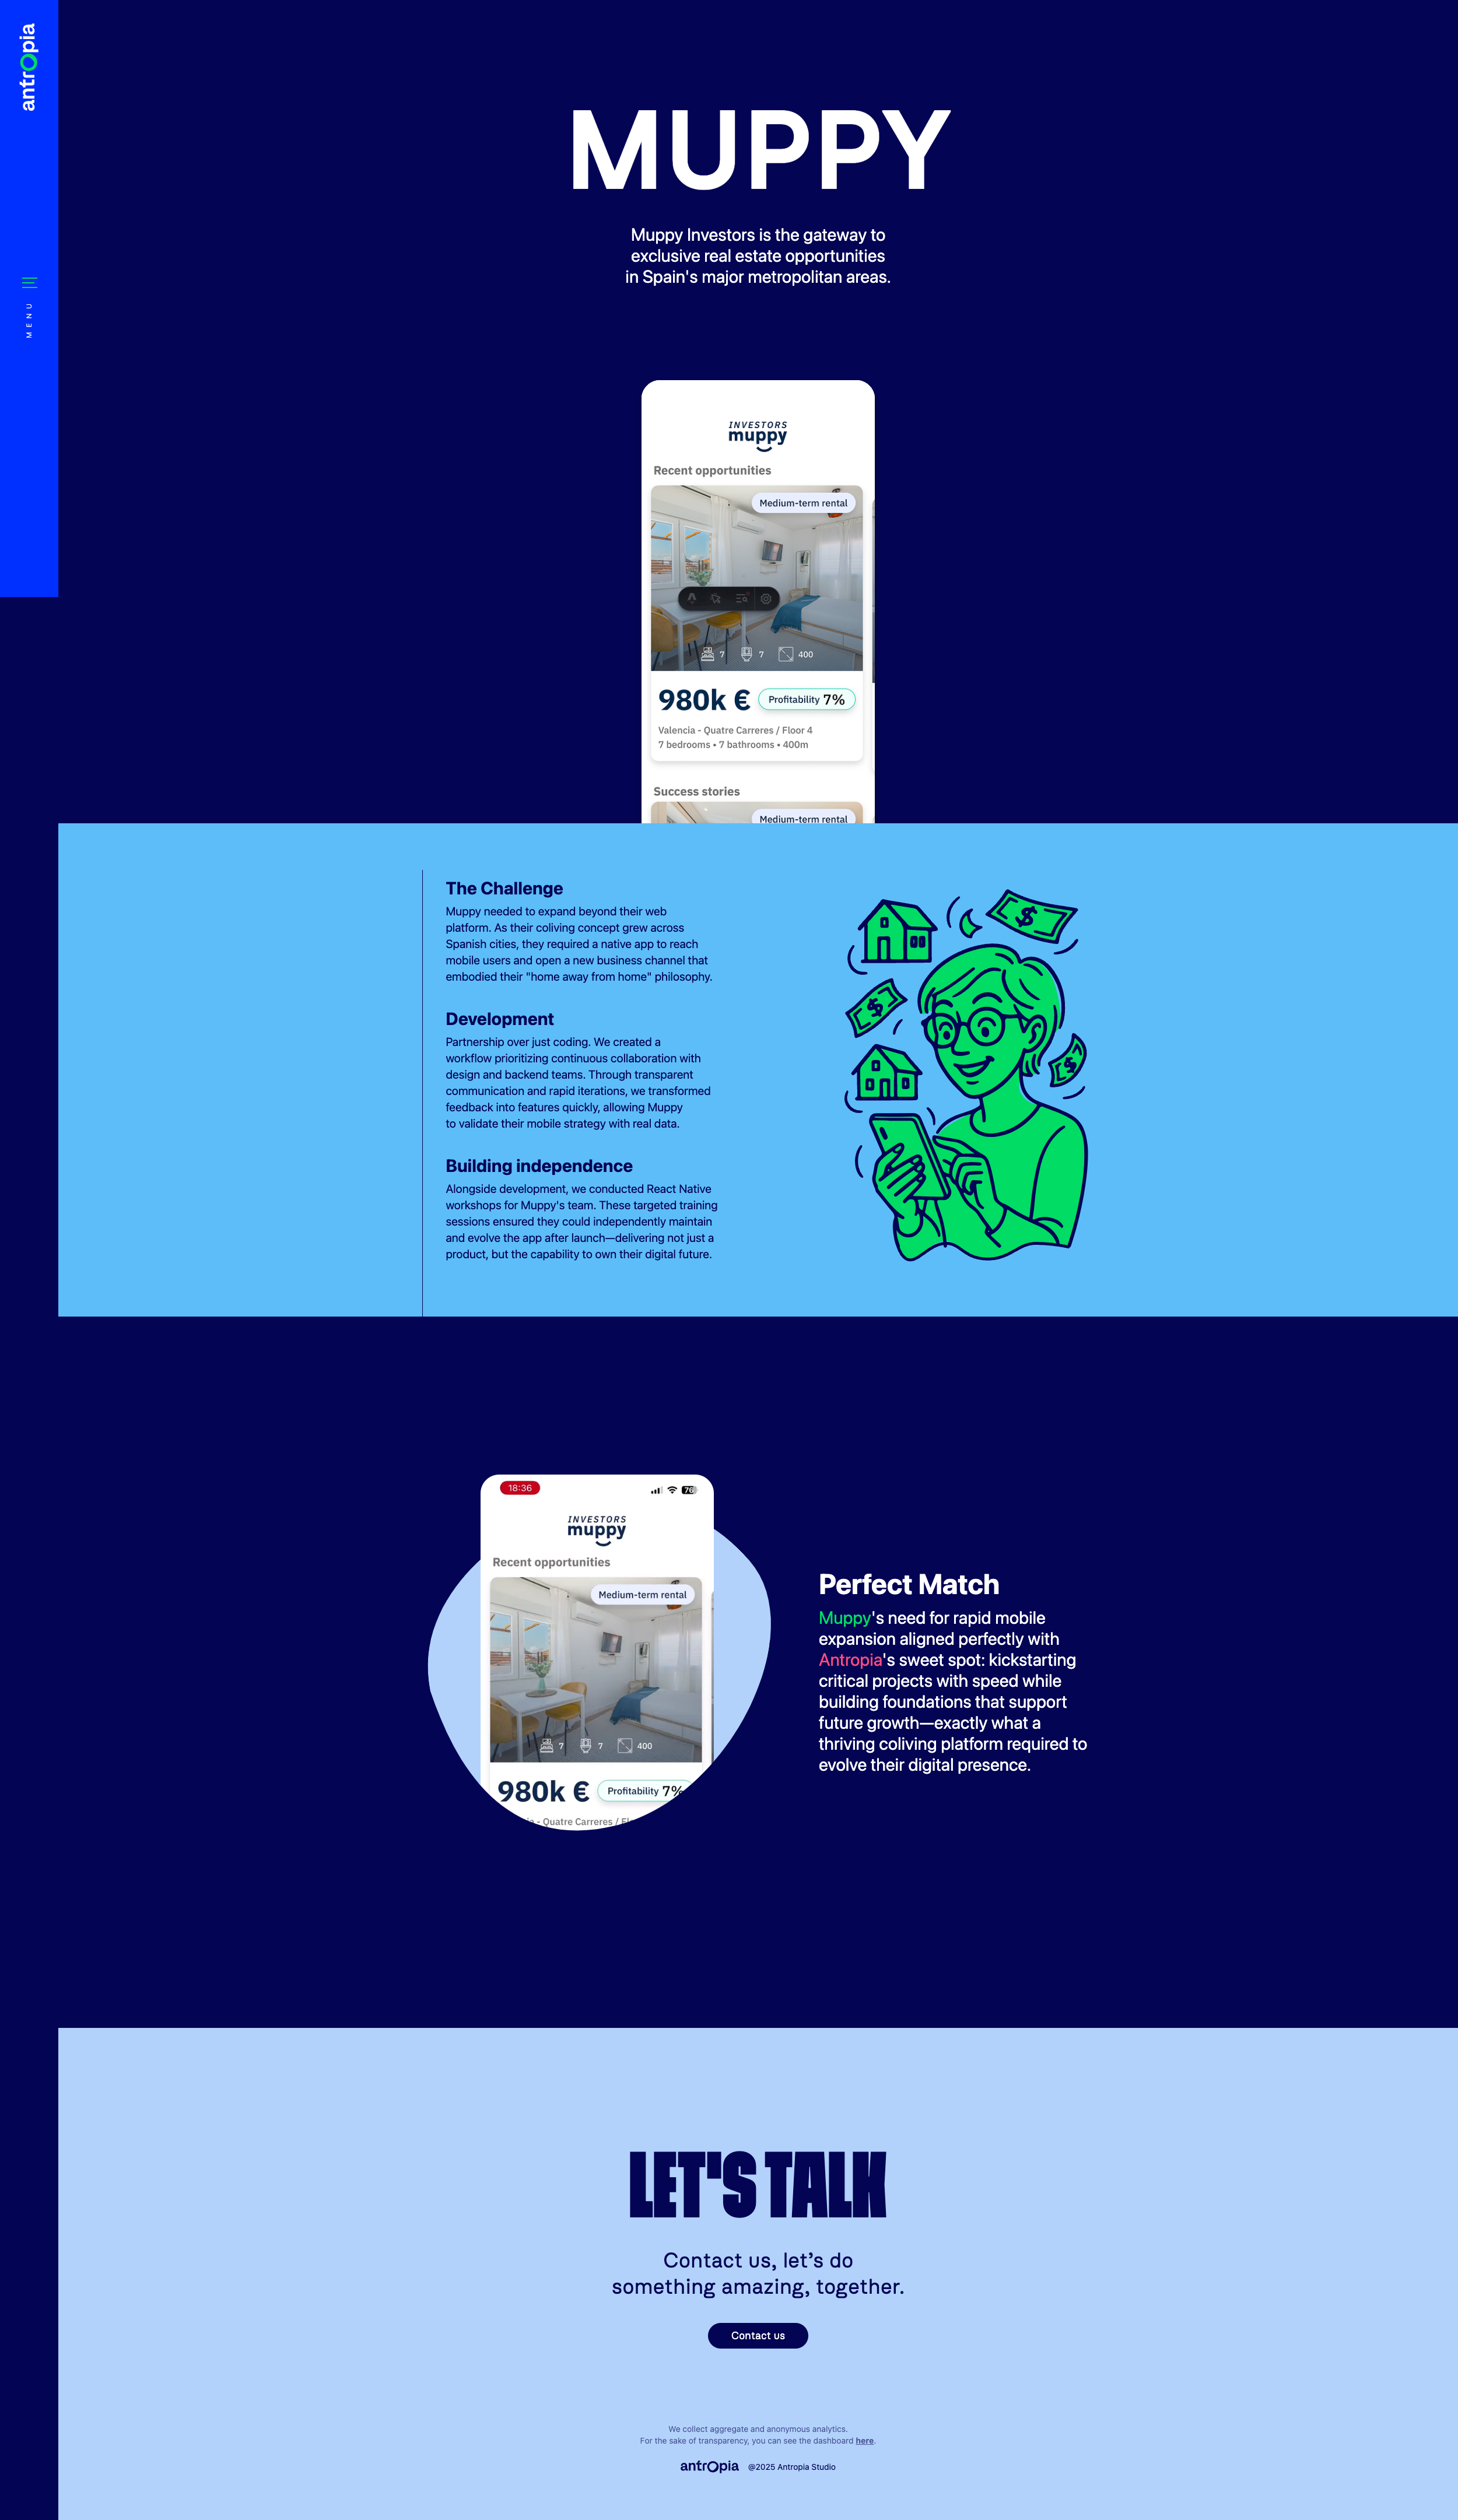 antropia
MENU
MUPPY
Muppy Investors is the gateway to
exclusive real estate opportunities
in Spain's major metropolitan areas.
INVESTORS
muppy
Recent opportunities
Medium-term rental
7 7 400
980k € Profitability 7%
Valencia - Quatre Carreres / Floor 4
7 bedrooms • 7 bathrooms • 400m
Success stories
Medium-term rental
The Challenge
Muppy needed to expand beyond their web
platform. As their coliving concept grew across
Spanish cities, they required a native app to reach
mobile users and open a new business channel that
embodied their "home away from home" philosophy.
Development
Partnership over just coding. We created a
workflow prioritizing continuous collaboration with
design and backend teams. Through transparent
communication and rapid iterations, we transformed
feedback into features quickly, allowing Muppy
to validate their mobile strategy with real data.
Building independence
Alongside development, we conducted React Native
workshops for Muppy's team. These targeted training
sessions ensured they could independently maintain
and evolve the app after launch—delivering not just a
product, but the capability to own their digital future.
$
$
$
18:36
INVESTORS
muppy
Recent opportunities
Medium-term rental
7 7 400
980k € Profitability 7%
- Quatre Carreres /
Perfect Match
Muppy's need for rapid mobile
expansion aligned perfectly with
Antropia's sweet spot: kickstarting
critical projects with speed while
building foundations that support
future growth—exactly what a
thriving coliving platform required to
evolve their digital presence.
LET'S TALK
Contact us, let’s do
something amazing, together.
Contact us
We collect aggregate and anonymous analytics.
For the sake of transparency, you can see the dashboard here.
antropia @2025 Antropia Studio